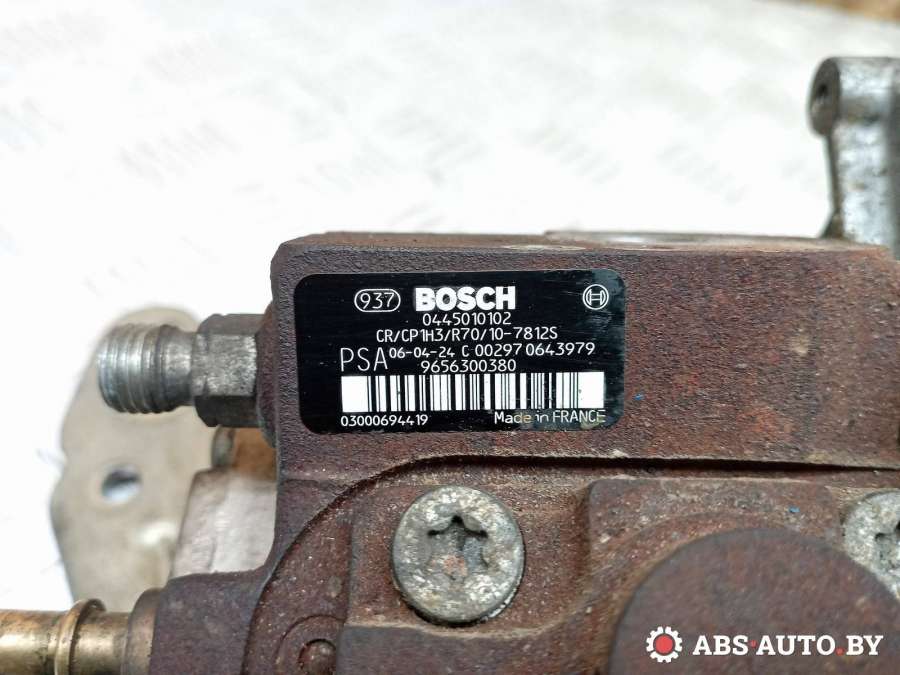 937 BOSCH
0445010102
CR/CP1H3/R70/10-7812S
PSA 06-04-24 C 00297 0643979
9656300380
03000694419 Made in FRANCE
ABS-AUTO.BY